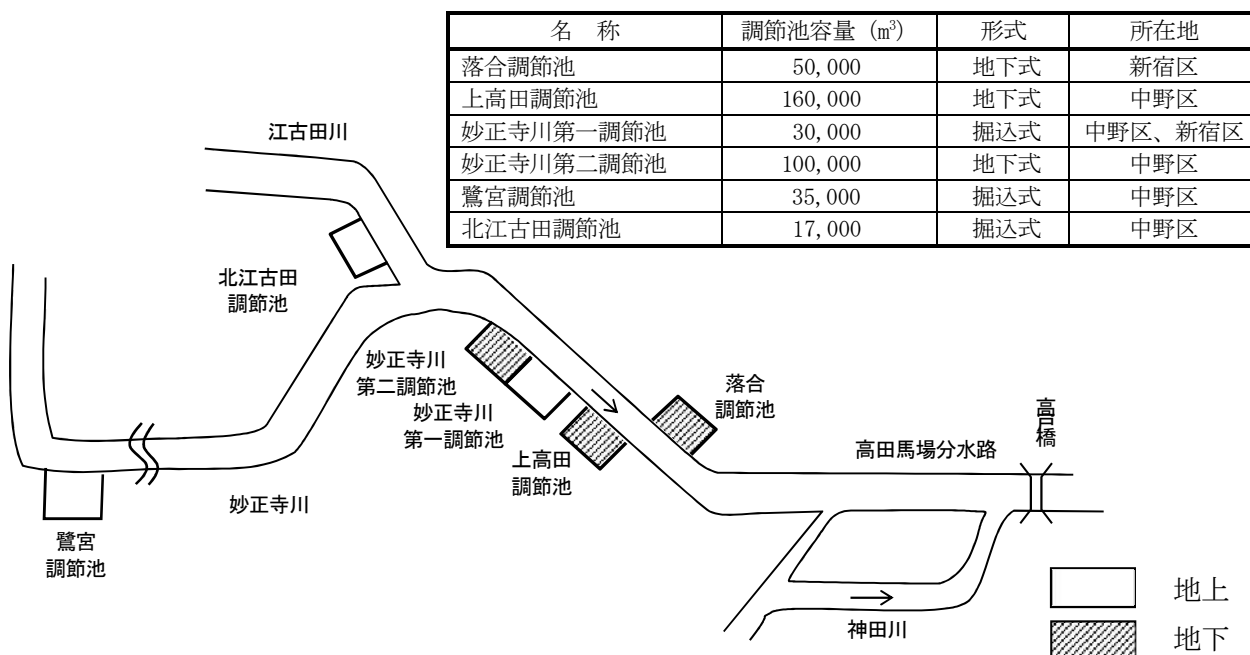 名　称 調節池容量 (m³) 形式 所在地
落合調節池 50,000 地下式 新宿区
上高田調節池 160,000 地下式 中野区
妙正寺川第一調節池 30,000 掘込式 中野区、新宿区
妙正寺川第二調節池 100,000 地下式 中野区
鷺宮調節池 35,000 掘込式 中野区
北江古田調節池 17,000 掘込式 中野区
江古田川
北江古田
調節池
妙正寺川
第二調節池
妙正寺川
第一調節池
上高田
調節池
落合
調節池
高田馬場分水路
高戸橋
妙正寺川
鷺宮
調節池
神田川
地上
地下